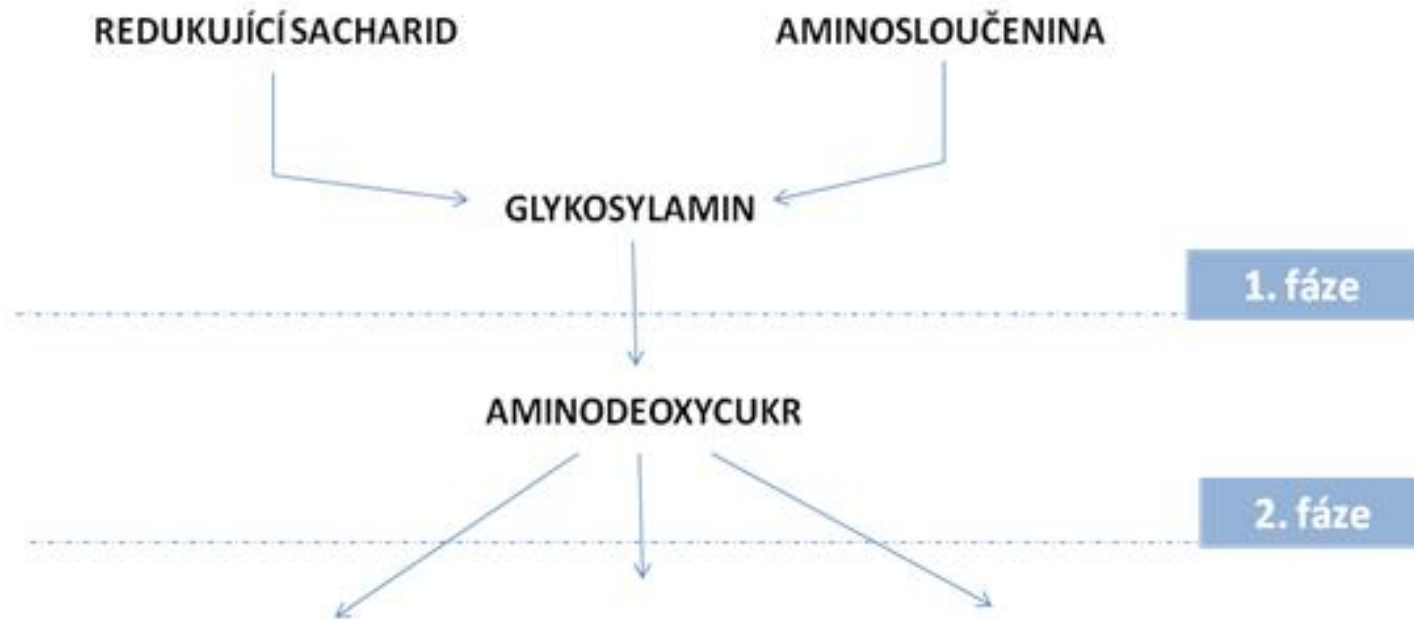 REDUKUJÍCÍ SACHARID AMINOSLOUČENINA
GLYKOSYLAMIN
1. fáze
AMINODEOXYCUKR
2. fáze